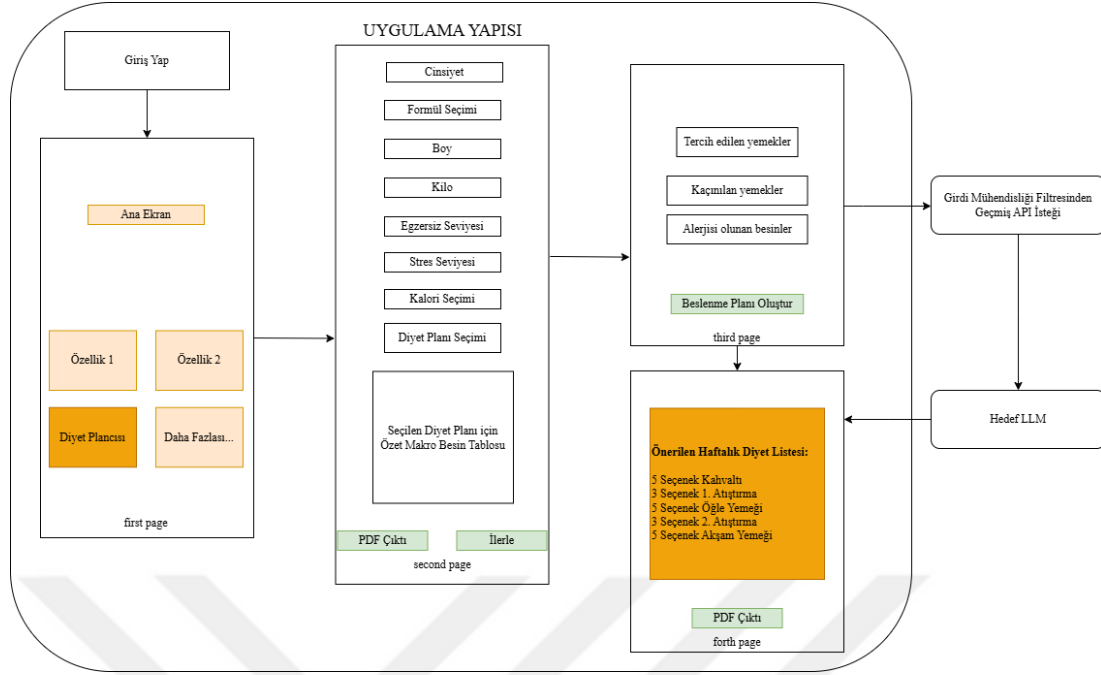 UYGULAMA YAPISI
Giriş Yap
Ana Ekran
Özellik 1
Özellik 2
Diyet Plancısı
Daha Fazlası...
first page
Cinsiyet
Formül Seçimi
Boy
Kilo
Egzersiz Seviyesi
Stres Seviyesi
Kalori Seçimi
Diyet Planı Seçimi
Seçilen Diyet Planı için
Özet Makro Besin Tablosu
PDF Çıktı
İlerle
second page
Tercih edilen yemekler
Kaçınılan yemekler
Alerjisi olunan besinler
Beslenme Planı Oluştur
third page
Girdi Mühendisliği Filtresinden
Geçmiş API İsteği
Hedef LLM
Önerilen Haftalık Diyet Listesi:
5 Seçenek Kahvaltı
3 Seçenek 1. Atıştırma
5 Seçenek Öğle Yemeği
3 Seçenek 2. Atıştırma
5 Seçenek Akşam Yemeği
PDF Çıktı
forth page